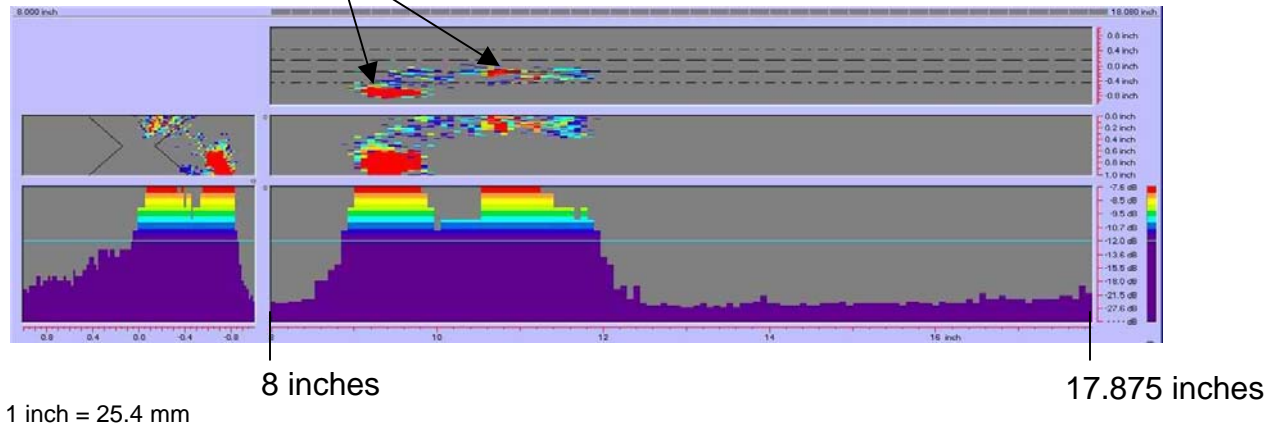 8.000 inch
18.090 inch
0.8 inch
0.4 inch
0.0 inch
-0.4 inch
-0.8 inch
0.0 inch
0.2 inch
0.4 inch
0.6 inch
0.8 inch
1.0 inch
-7.6 dB
-8.5 dB
-9.5 dB
-10.7 dB
-12.0 dB
-13.6 dB
-15.5 dB
-18.0 dB
-21.5 dB
-27.6 dB
---- dB
0.8 0.4 0.0 -0.4 -0.8
10 12 14 16 inch
8 inches
17.875 inches
1 inch = 25.4 mm